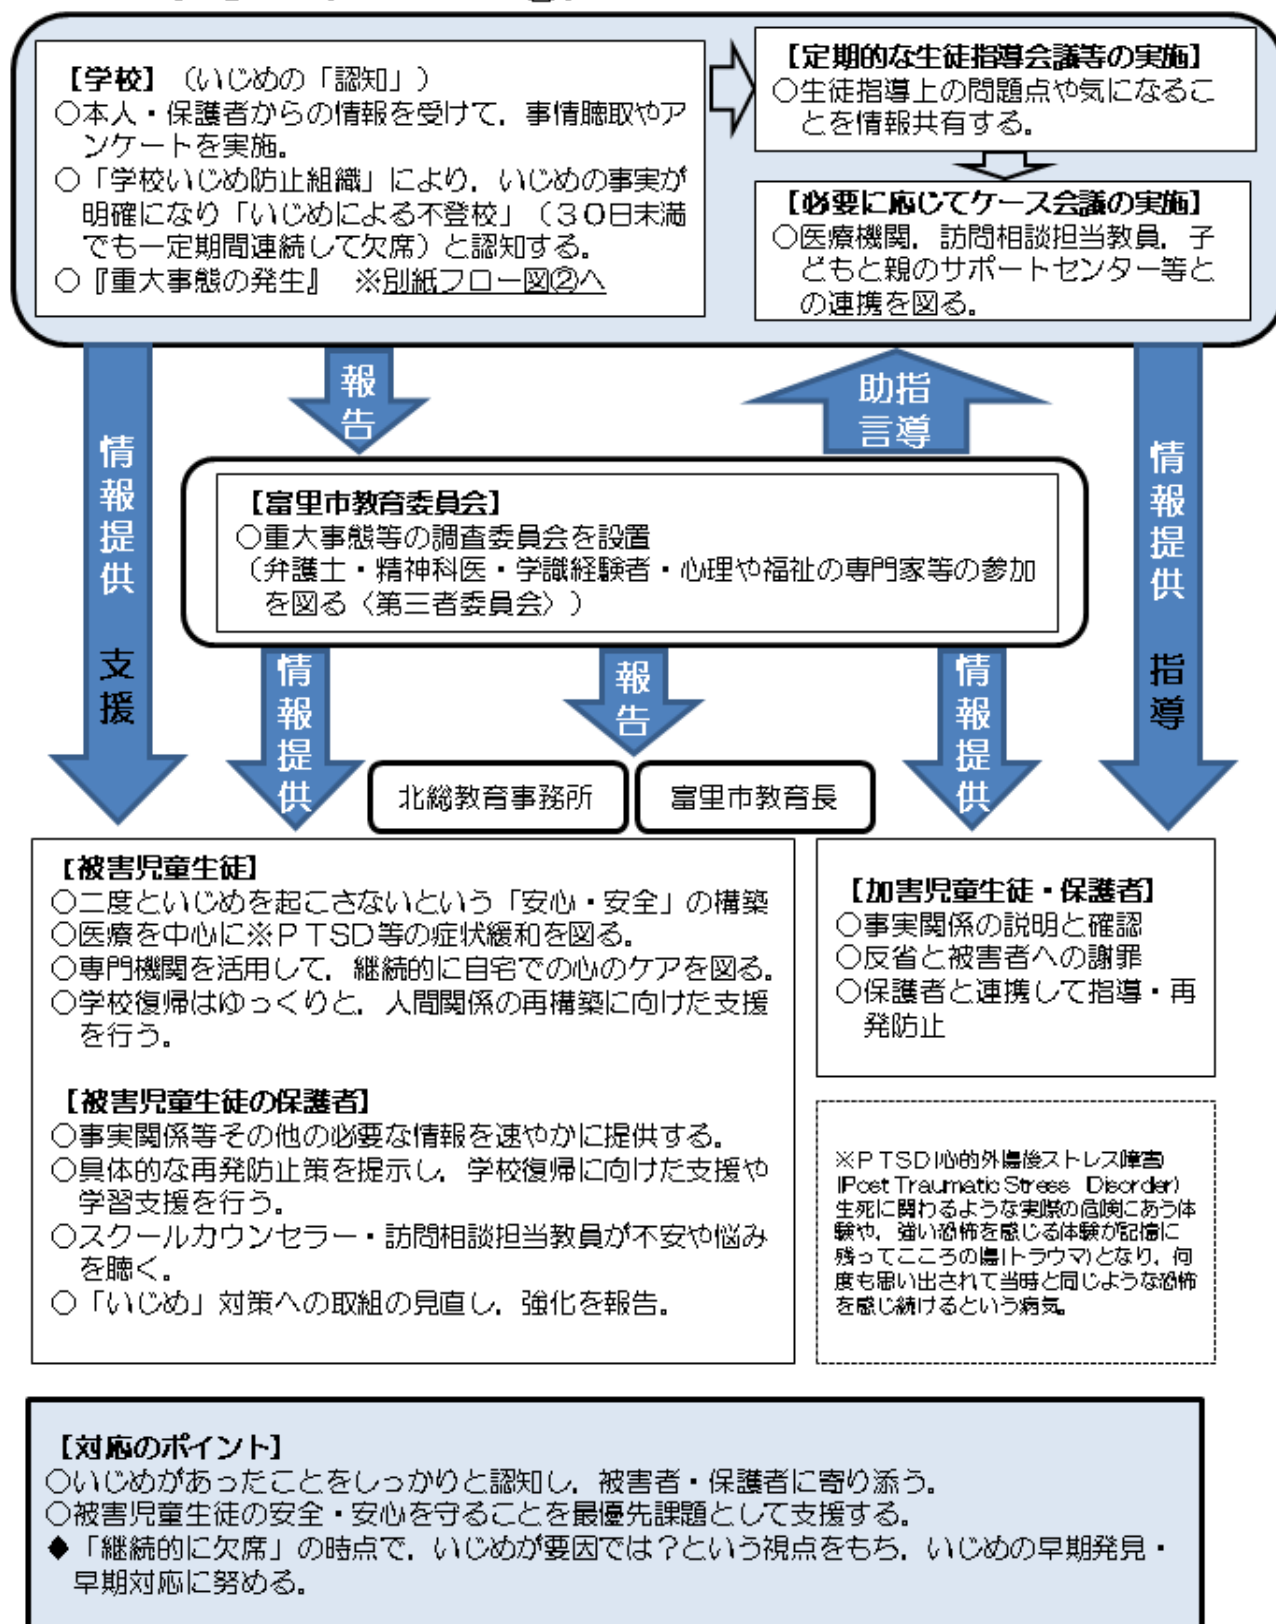 【学校】（いじめの「認知」）
○本人・保護者からの情報を受けて，事情聴取やア
ンケートを実施。
○「学校いじめ防止組織」により，いじめの事実が
明確になり「いじめによる不登校」（３０日未満
でも一定期間連続して欠席）と認知する。
○『重大事態の発生』　※別紙フロー図②へ
【定期的な生徒指導会議等の実施】
○生徒指導上の問題点や気になるこ
とを情報共有する。
【必要に応じてケース会議の実施】
○医療機関，訪問相談担当教員，子
どもと親のサポートセンター等と
の連携を図る。
報告
助言
指導
情報提供　支援
情報提供　指導
【富里市教育委員会】
○重大事態等の調査委員会を設置
（弁護士・精神科医・学識経験者・心理や福祉の専門家等の参加
を図る〈第三者委員会〉）
情報提供
報告
情報提供
北総教育事務所
富里市教育長
【被害児童生徒】
○二度といじめを起こさないという「安心・安全」の構築
○医療を中心に※ＰＴＳＤ等の症状緩和を図る。
○専門機関を活用して，継続的に自宅での心のケアを図る。
○学校復帰はゆっくりと，人間関係の再構築に向けた支援
を行う。
【被害児童生徒の保護者】
○事実関係等その他の必要な情報を速やかに提供する。
○具体的な再発防止策を提示し，学校復帰に向けた支援や
学習支援を行う。
○スクールカウンセラー・訪問相談担当教員が不安や悩み
を聴く。
○「いじめ」対策への取組の見直し，強化を報告。
【加害児童生徒・保護者】
○事実関係の説明と確認
○反省と被害者への謝罪
○保護者と連携して指導・再
発防止
※ＰＴＳＤ(心的外傷後ストレス障害)
(Post Traumatic Stress Disorder)
生死に関わるような実際の危険にあう体
験や，強い恐怖を感じる体験が記憶に
残ってこころの傷(トラウマ)となり，何
度も思い出されて当時と同じような恐怖
を感じ続けるという病気。
【対応のポイント】
○いじめがあったことをしっかりと認知し，被害者・保護者に寄り添う。
○被害児童生徒の安全・安心を守ることを最優先課題として支援する。
◆「継続的に欠席」の時点で，いじめが要因では？という視点をもち，いじめの早期発見・
早期対応に努める。